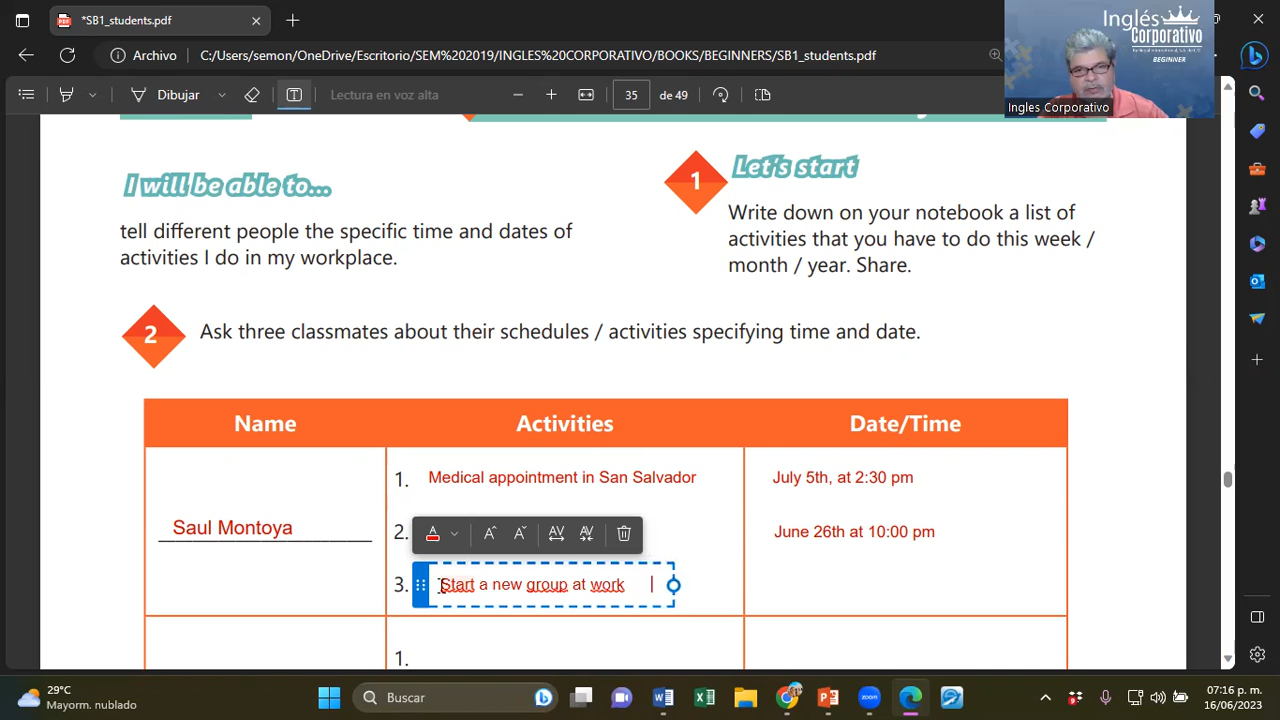 *SB1_students.pdf
Archivo
C:/Users/semon/OneDrive/Escritorio/SEM%202019/INGLES%20CORPORATIVO/BOOKS/BEGINNERS/SB1_students.pdf
Dibujar
Lectura en voz alta
35
de 49
Inglés
Corporativo
BEGINNER
Ingles Corporativo
I will be able to...
tell different people the specific time and dates of
activities I do in my workplace.
1
Let's start
Write down on your notebook a list of
activities that you have to do this week /
month / year. Share.
2
Ask three classmates about their schedules / activities specifying time and date.
Name
Activities
Date/Time
Saul Montoya
1.
Medical appointment in San Salvador
July 5th, at 2:30 pm
2.
June 26th at 10:00 pm
3.
Start a new group at work
1.
29°C
Mayorm. nublado
Buscar
07:16 p. m.
16/06/2023